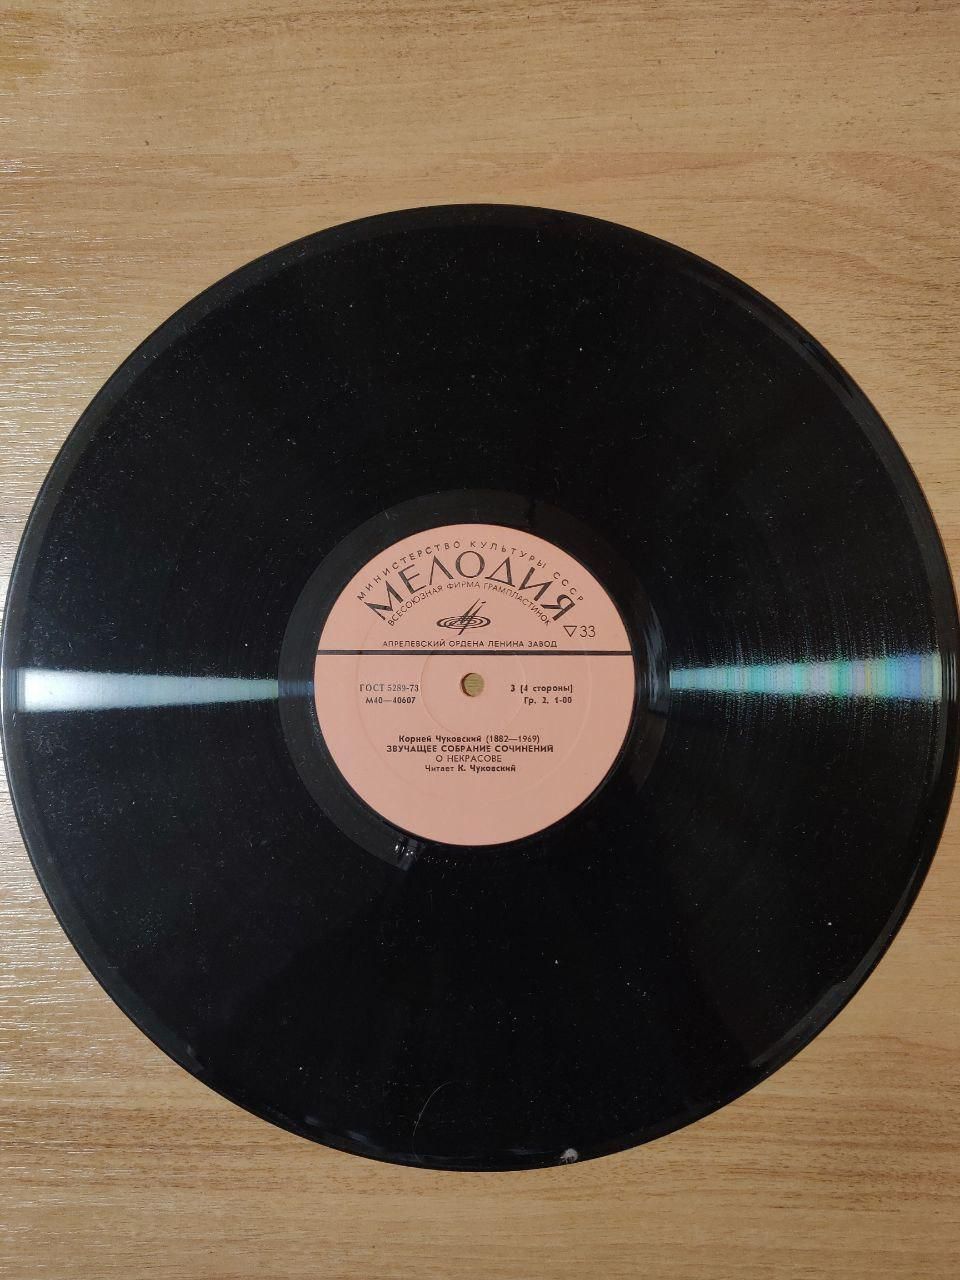 МИНИСТЕРСТВО КУЛЬТУРЫ СССР
МЕЛОДИЯ
ВСЕСОЮЗНАЯ ФИРМА ГРАМПЛАСТИНОК
▽33
АПРЕЛЕВСКИЙ ОРДЕНА ЛЕНИНА ЗАВОД
ГОСТ 5289-73 3 [4 стороны]
М40—40607 Гр. 2. 1-00
Корней Чуковский (1882—1969)
ЗВУЧАЩЕЕ СОБРАНИЕ СОЧИНЕНИЙ
О НЕКРАСОВЕ
Читает К. Чуковский